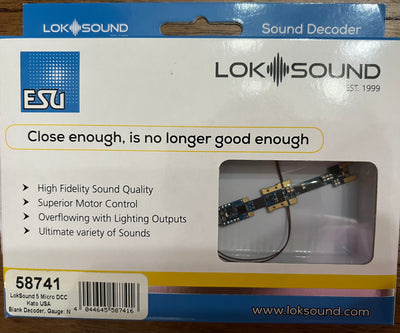 LOKSOUND
Sound Decoder
ESU
LOKSOUND
EST. 1999
Close enough, is no longer good enough
High Fidelity Sound Quality
Superior Motor Control
Overflowing with Lighting Outputs
Ultimate variety of Sounds
58741
LokSound 5 Micro DCC
Kato USA
Blank Decoder, Gauge: N
4 044645 587416
www.loksound.com